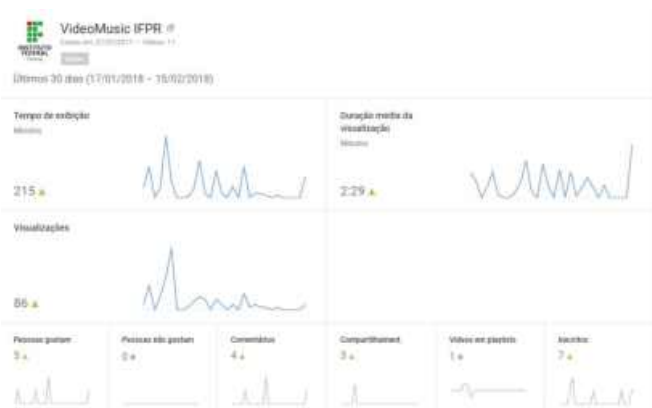 VideoMusic IFPR
INSTITUTO
FEDERAL
Últimos 30 dias (17/01/2018 – 15/02/2018)
Tempo de exibição
Minutos
215
Duração média da
visualização
Minutos
2:29
Visualizações
86
Pessoas gostam
5
Pessoas não gostam
0
Comentários
4
Compartilhament
3
Vídeos em playlists
1
Inscritos
7